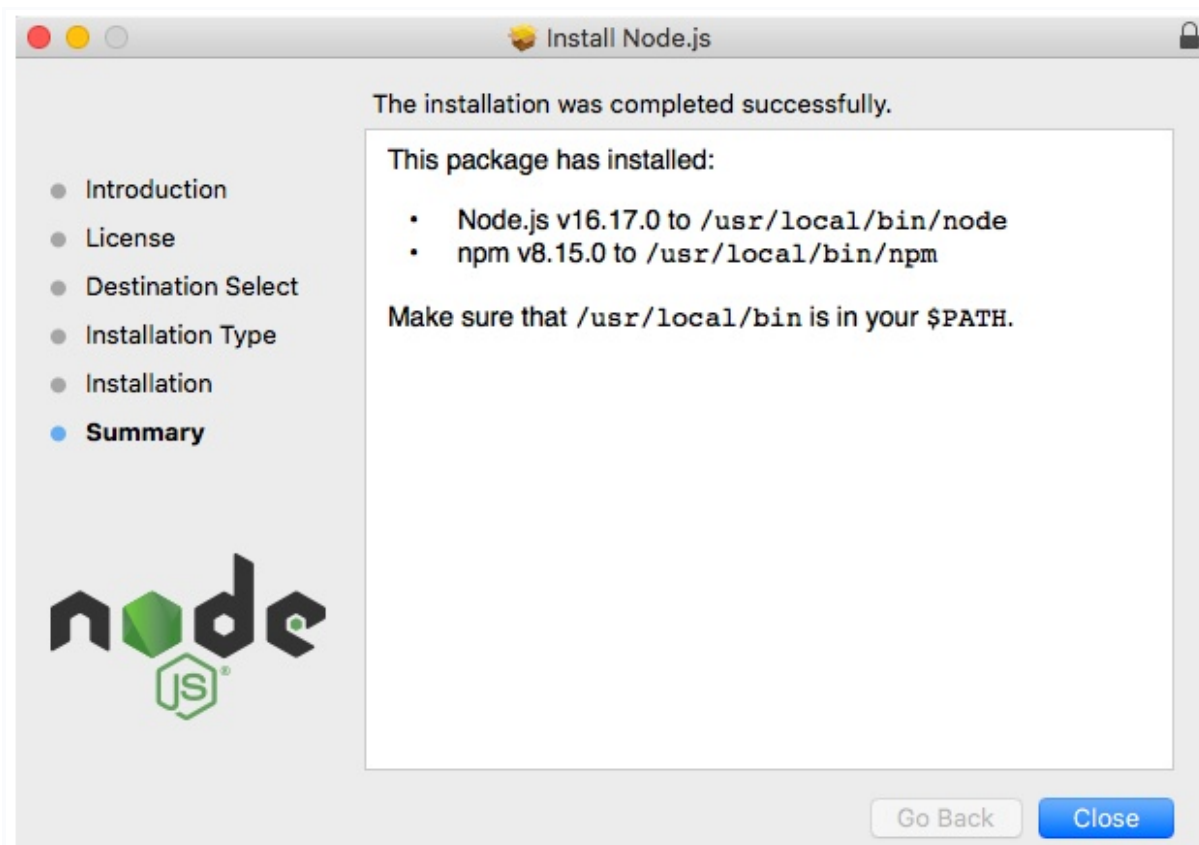 Install Node.js
The installation was completed successfully.
Introduction
License
Destination Select
Installation Type
Installation
Summary
This package has installed:
• Node.js v16.17.0 to /usr/local/bin/node
• npm v8.15.0 to /usr/local/bin/npm
Make sure that /usr/local/bin is in your $PATH.
node
JS®
Go Back
Close